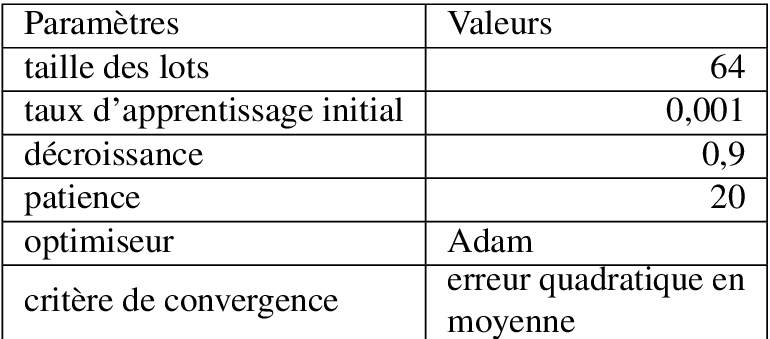 Paramètres Valeurs
taille des lots 64
taux d'apprentissage initial 0,001
décroissance 0,9
patience 20
optimiseur Adam
critère de convergence erreur quadratique en
moyenne